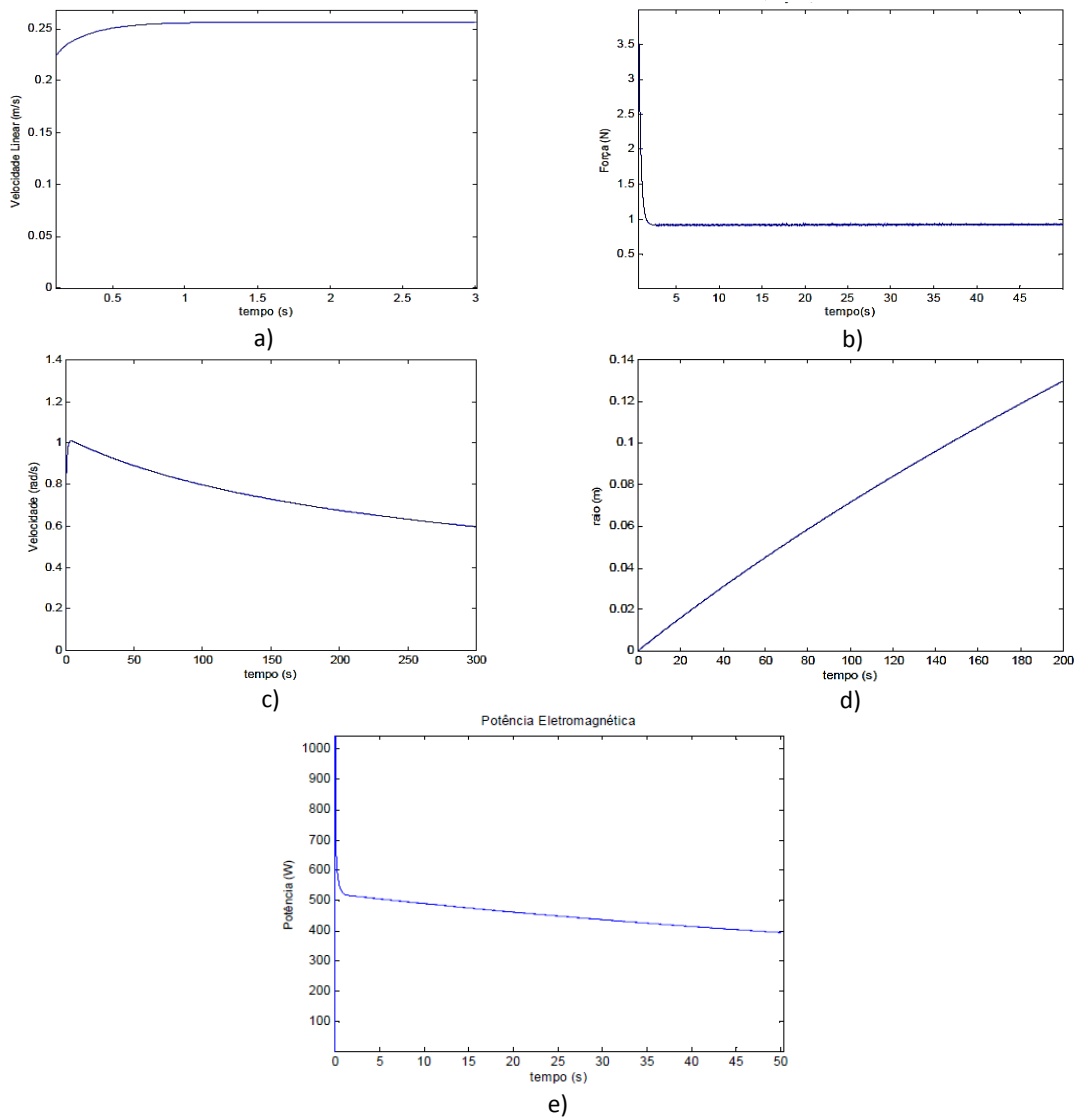 0.25
0.2
0.15
0.1
0.05
0
Velocidade Linear (m/s)
0.5 1 1.5 2 2.5 3
tempo (s)
a)
3.5
3
2.5
2
1.5
1
0.5
Força (N)
5 10 15 20 25 30 35 40 45
tempo(s)
b)
1.4
1.2
1
0.8
0.6
0.4
0.2
0
Velocidade (rad/s)
0 50 100 150 200 250 300
tempo (s)
c)
0.14
0.12
0.1
0.08
0.06
0.04
0.02
0
raio (m)
0 20 40 60 80 100 120 140 160 180 200
tempo (s)
d)
Potência Eletromagnética
1000
900
800
700
600
500
400
300
200
100
Potência (W)
0 5 10 15 20 25 30 35 40 45 50
tempo (s)
e)